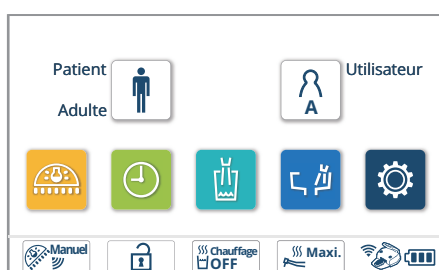 Patient
Utilisateur
Adulte
A
Manuel
Chauffage
OFF
Maxi.